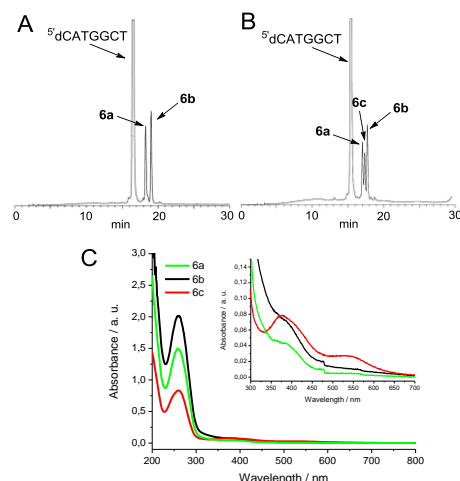 A
5'dCATGGCT
6a
6b
0 10 20 30
min
B
5'dCATGGCT
6a
6c
6b
0 10 20 30
min
C
6a
6b
6c
3,0
2,5
2,0
1,5
1,0
0,5
0,0
Absorbance / a. u.
200 300 400 500 600 700 800
Wavelength / nm
0,14
0,12
0,10
0,08
0,06
0,04
0,02
0,00
Absorbance / a. u.
300 350 400 450 500 550 600 650 700
Wavelength / nm